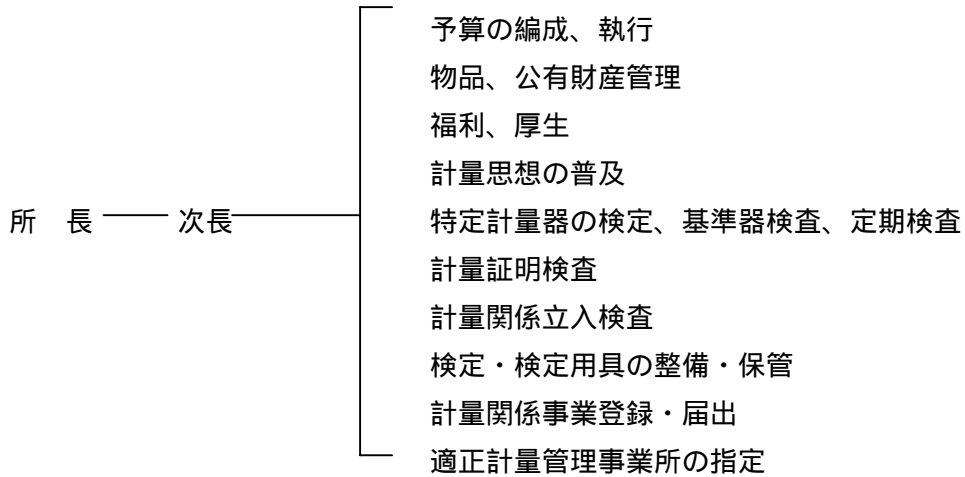 予算の編成、執行
物品、公有財産管理
福利、厚生
計量思想の普及
所　長 次長 特定計量器の検定、基準器検査、定期検査
計量証明検査
計量関係立入検査
検定・検定用具の整備・保管
計量関係事業登録・届出
適正計量管理事業所の指定